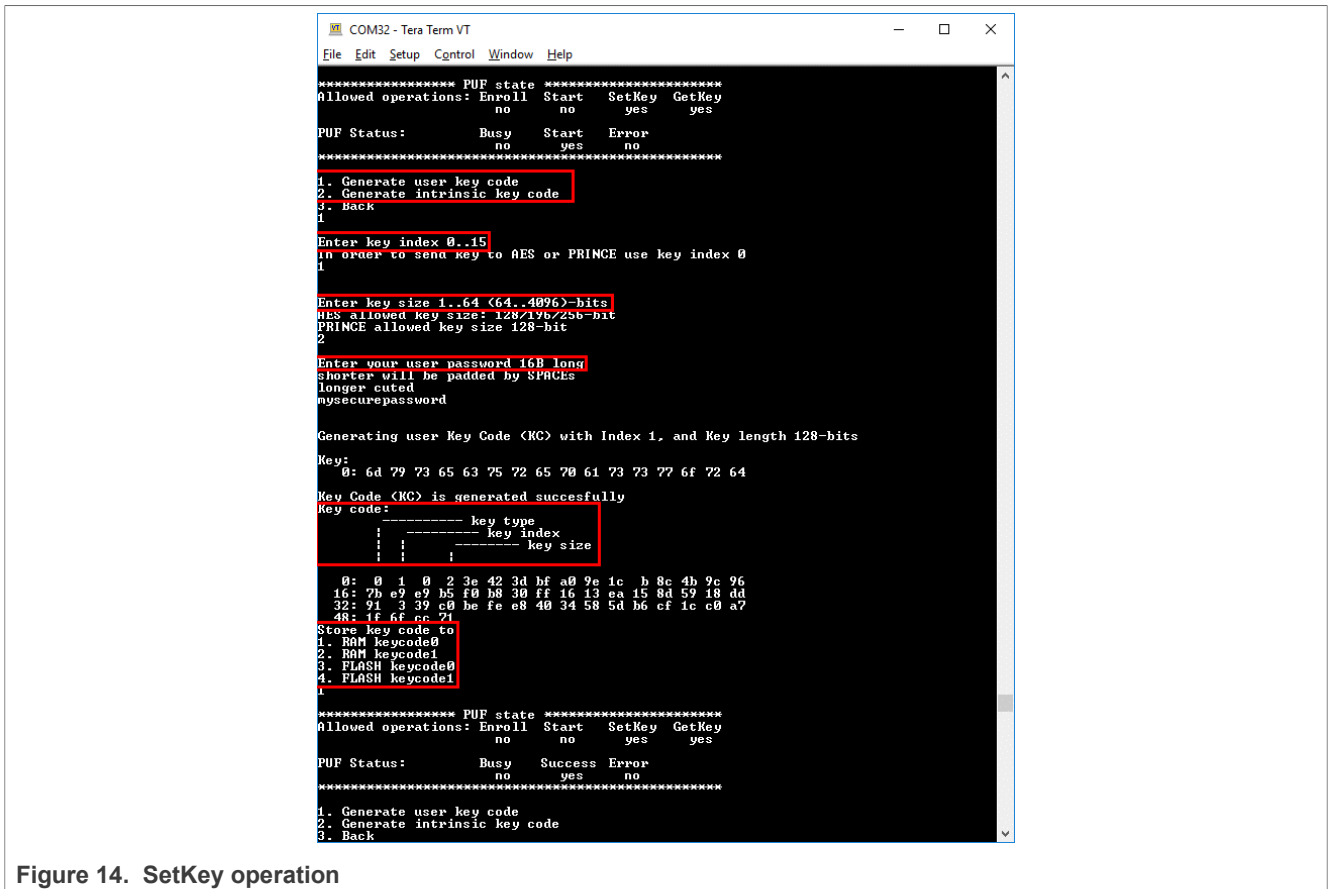 COM32 - Tera Term VT
File Edit Setup Control Window Help
***************** PUF state **********************
Allowed operations: Enroll Start SetKey GetKey
no no yes yes
PUF Status: Busy Start Error
no yes no
**************************************************
1. Generate user key code
2. Generate intrinsic key code
3. Back
1
Enter key index 0..15
In order to send key to AES or PRINCE use key index 0
1
Enter key size 1..64 (64..4096)-bits
AES allowed key size: 128/196/256-bit
PRINCE allowed key size 128-bit
2
Enter your user password 16B long
shorter will be padded by SPACEs
longer cuted
mysecurepassword
Generating user Key Code (KC) with Index 1, and Key length 128-bits
Key:
0: 6d 79 73 65 63 75 72 65 70 61 73 73 77 6f 72 64
Key Code (KC) is generated succesfully
Key code:
---------- key type
| --------- key index
| | -------- key size
| | |
0: 0 1 0 2 3e 42 3d bf a0 9e 1c b 8c 4b 9c 96
16: 7b e9 e9 b5 f0 b8 30 ff 16 13 ea 15 8d 59 18 dd
32: 91 3 39 c0 be fe e8 40 34 58 5d b6 cf 1c c0 a7
48: 1f 6f cc 71
Store key code to
1. RAM keycode0
2. RAM keycode1
3. FLASH keycode0
4. FLASH keycode1
1
***************** PUF state **********************
Allowed operations: Enroll Start SetKey GetKey
no no yes yes
PUF Status: Busy Success Error
no yes no
**************************************************
1. Generate user key code
2. Generate intrinsic key code
3. Back
Figure 14. SetKey operation